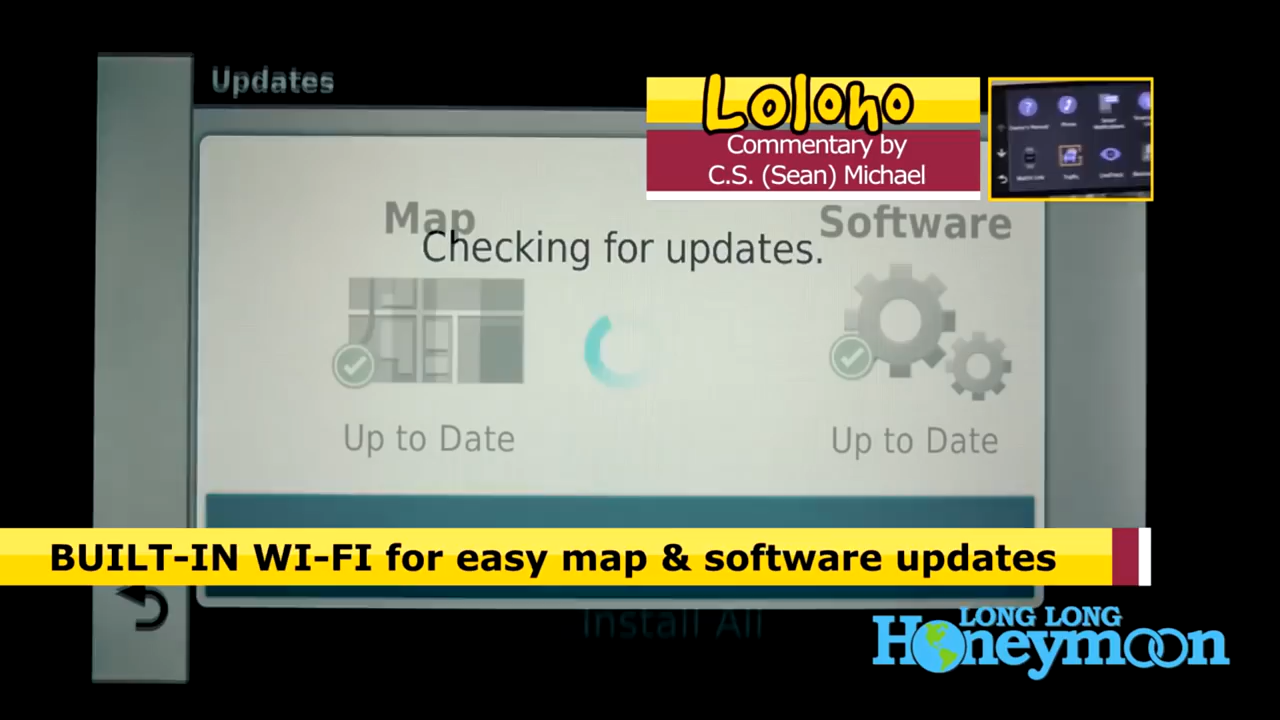 Updates
Loloho
Commentary by
C.S. (Sean) Michael
Map
Software
Checking for updates.
Up to Date
Up to Date
BUILT-IN WI-FI for easy map & software updates
Install All
LONG LONG
Honeymoon